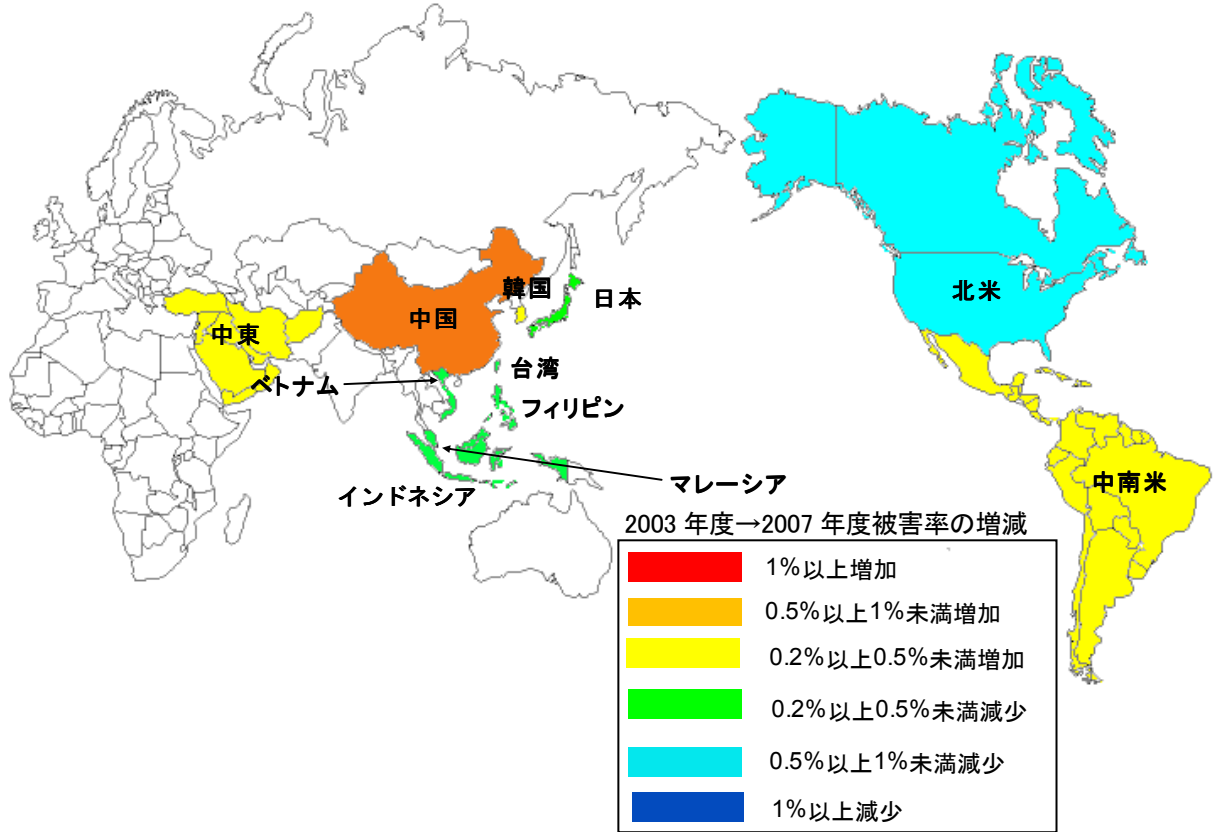 韓国
日本
北米
中国
中東
台湾
ベトナム
フィリピン
マレーシア
インドネシア
中南米
2003 年度→2007 年度被害率の増減
1%以上増加
0.5%以上1%未満増加
0.2%以上0.5%未満増加
0.2%以上0.5%未満減少
0.5%以上1%未満減少
1%以上減少